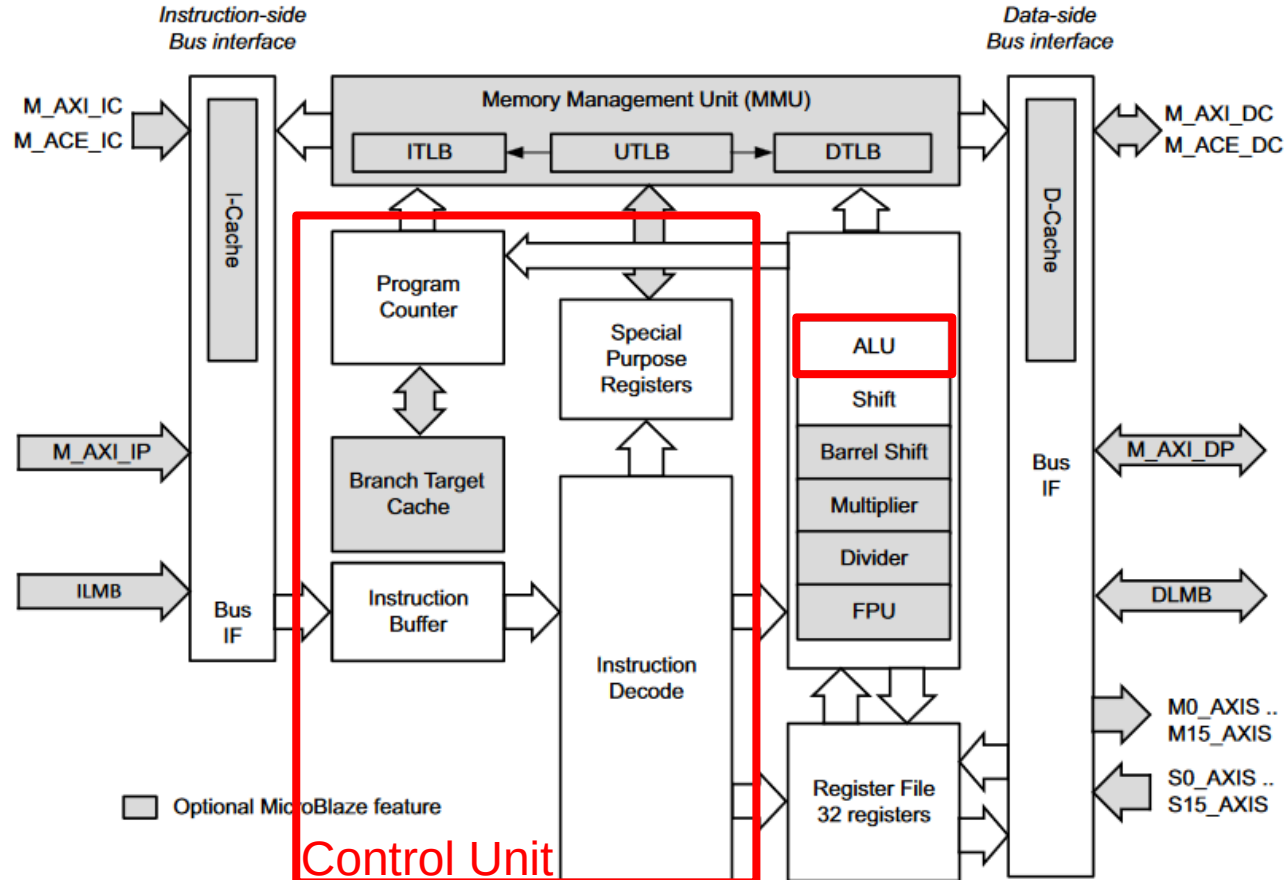 Instruction-side
Bus interface
Data-side
Bus interface
M_AXI_IC
M_ACE_IC
I-Cache
Memory Management Unit (MMU)
ITLB
UTLB
DTLB
D-Cache
M_AXI_DC
M_ACE_DC
Program
Counter
Special
Purpose
Registers
ALU
Shift
Barrel Shift
Multiplier
Divider
FPU
M_AXI_IP
Branch Target
Cache
Bus
IF
M_AXI_DP
ILMB
Bus
IF
Instruction
Buffer
Instruction
Decode
DLMB
Register File
32 registers
M0_AXIS ..
M15_AXIS
S0_AXIS ..
S15_AXIS
Optional MicroBlaze feature
Control Unit